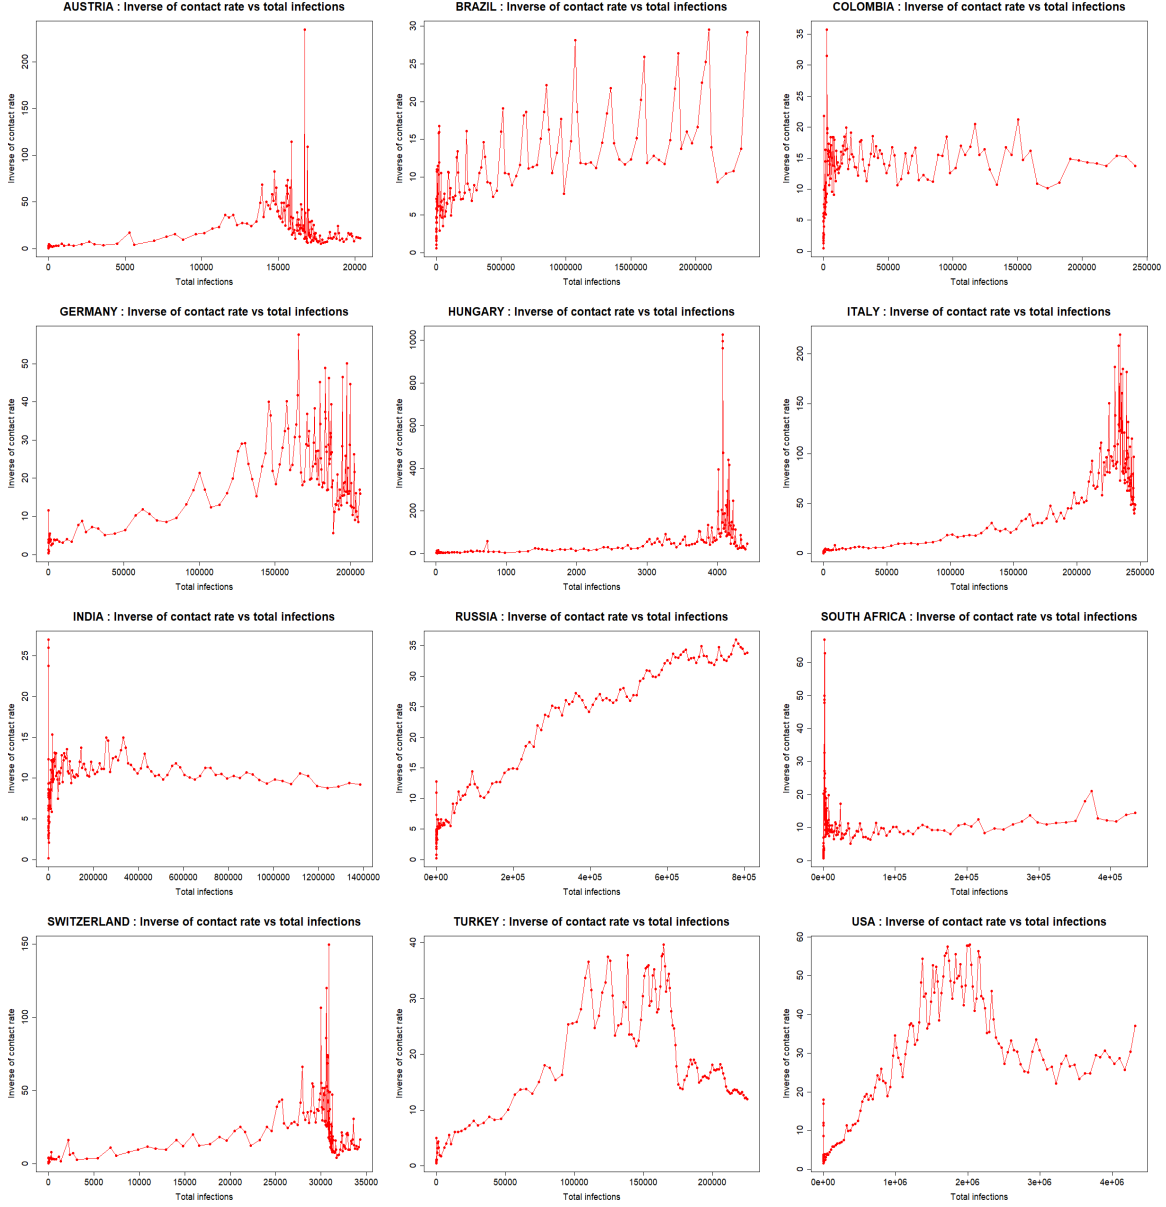 AUSTRIA : Inverse of contact rate vs total infections
Inverse of contact rate
0 50 100 150 200
0 5000 10000 15000 20000
Total infections
BRAZIL : Inverse of contact rate vs total infections
Inverse of contact rate
0 5 10 15 20 25 30
0 500000 1000000 1500000 2000000
Total infections
COLOMBIA : Inverse of contact rate vs total infections
Inverse of contact rate
0 5 10 15 20 25 30 35
0 50000 100000 150000 200000 250000
Total infections
GERMANY : Inverse of contact rate vs total infections
Inverse of contact rate
0 10 20 30 40 50
0 50000 100000 150000 200000
Total infections
HUNGARY : Inverse of contact rate vs total infections
Inverse of contact rate
0 200 400 600 800 1000
0 1000 2000 3000 4000
Total infections
ITALY : Inverse of contact rate vs total infections
Inverse of contact rate
0 50 100 150 200
0 50000 100000 150000 200000 250000
Total infections
INDIA : Inverse of contact rate vs total infections
Inverse of contact rate
0 5 10 15 20 25
0 200000 400000 600000 800000 1000000 1200000 1400000
Total infections
RUSSIA : Inverse of contact rate vs total infections
Inverse of contact rate
0 5 10 15 20 25 30 35
0e+00 2e+05 4e+05 6e+05 8e+05
Total infections
SOUTH AFRICA : Inverse of contact rate vs total infections
Inverse of contact rate
0 10 20 30 40 50 60
0e+00 1e+05 2e+05 3e+05 4e+05
Total infections
SWITZERLAND : Inverse of contact rate vs total infections
Inverse of contact rate
0 50 100 150
0 5000 10000 15000 20000 25000 30000 35000
Total infections
TURKEY : Inverse of contact rate vs total infections
Inverse of contact rate
0 10 20 30 40
0 50000 100000 150000 200000
Total infections
USA : Inverse of contact rate vs total infections
Inverse of contact rate
0 10 20 30 40 50 60
0e+00 1e+06 2e+06 3e+06 4e+06
Total infections